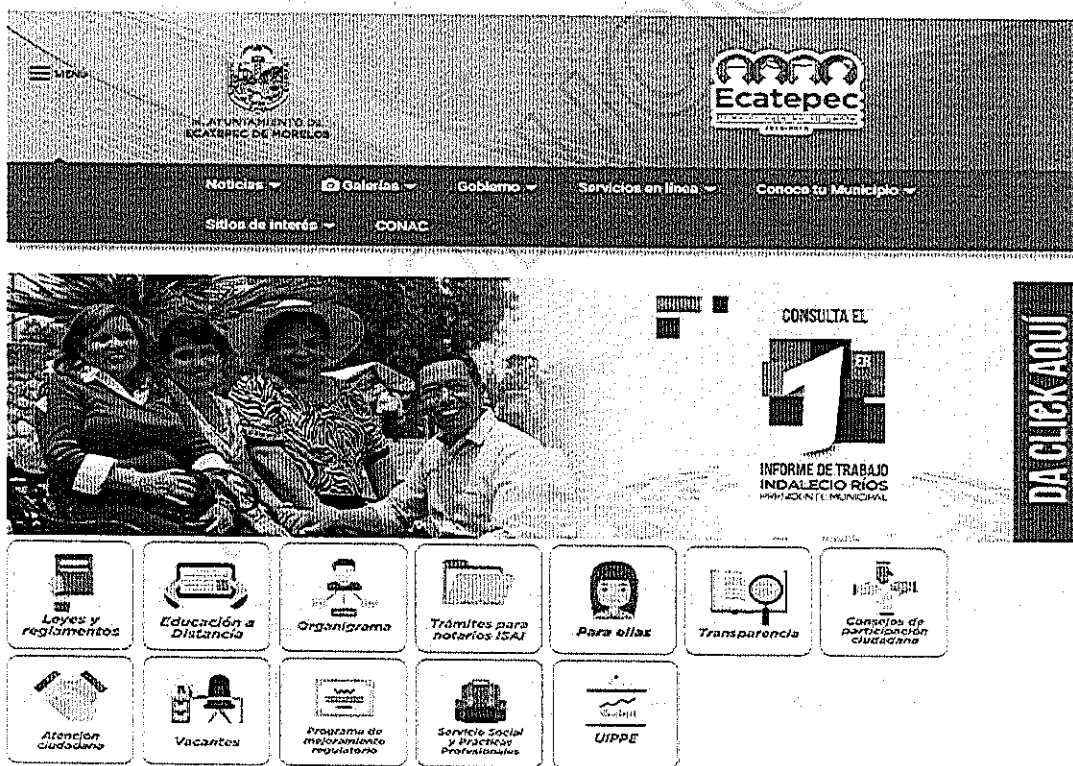 MENÚ
H. AYUNTAMIENTO DE
ECATEPEC DE MORELOS
Ecatepec
Noticias
Galerías
Gobierno
Servicios en línea
Conoce tu Municipio
Sitios de Interés
CONAC
CONSULTA EL
1ER
INFORME DE TRABAJO
INDALECIO RÍOS
PRESIDENTE MUNICIPAL
DA CLICK AQUÍ
Leyes y
reglamentos
Educación a
Distancia
Organigrama
Trámites para
notarios ISAI
Para ellas
Transparencia
Consejos de
participación
ciudadana
Atención
ciudadana
Vacantes
Programa de
mejoramiento
regulatorio
Servicio Social
y Prácticas
Profesionales
UIPPE